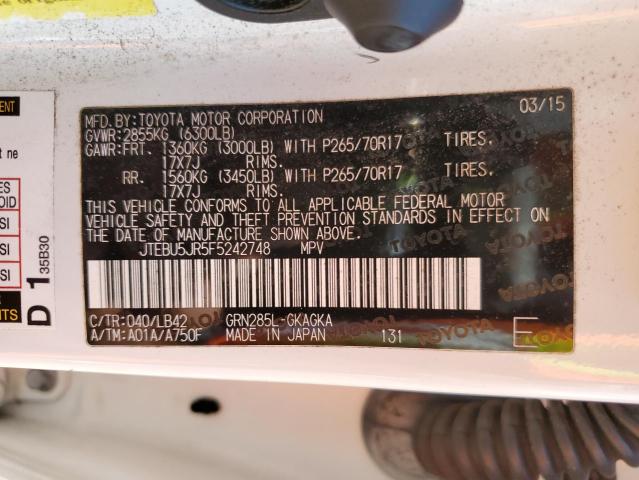 MFD.BY:TOYOTA MOTOR CORPORATION 03/15
GVWR:2855KG (6300LB)
GAWR:FRT. 1360KG (3000LB) WITH P265/70R17 TIRES.
17X7J RIMS.
RR. 1560KG (3450LB) WITH P265/70R17 TIRES.
17X7J RIMS.
THIS VEHICLE CONFORMS TO ALL APPLICABLE FEDERAL MOTOR
VEHICLE SAFETY AND THEFT PREVENTION STANDARDS IN EFFECT ON
THE DATE OF MANUFACTURE SHOWN ABOVE.
JTEBU5JR5F5242748 MPV
C/TR:040/LB42 GRN285L-GKAGKA
A/TM:A01A/A750F MADE IN JAPAN 131 E
TOYOTA
TOYOTA
D 1 35B30